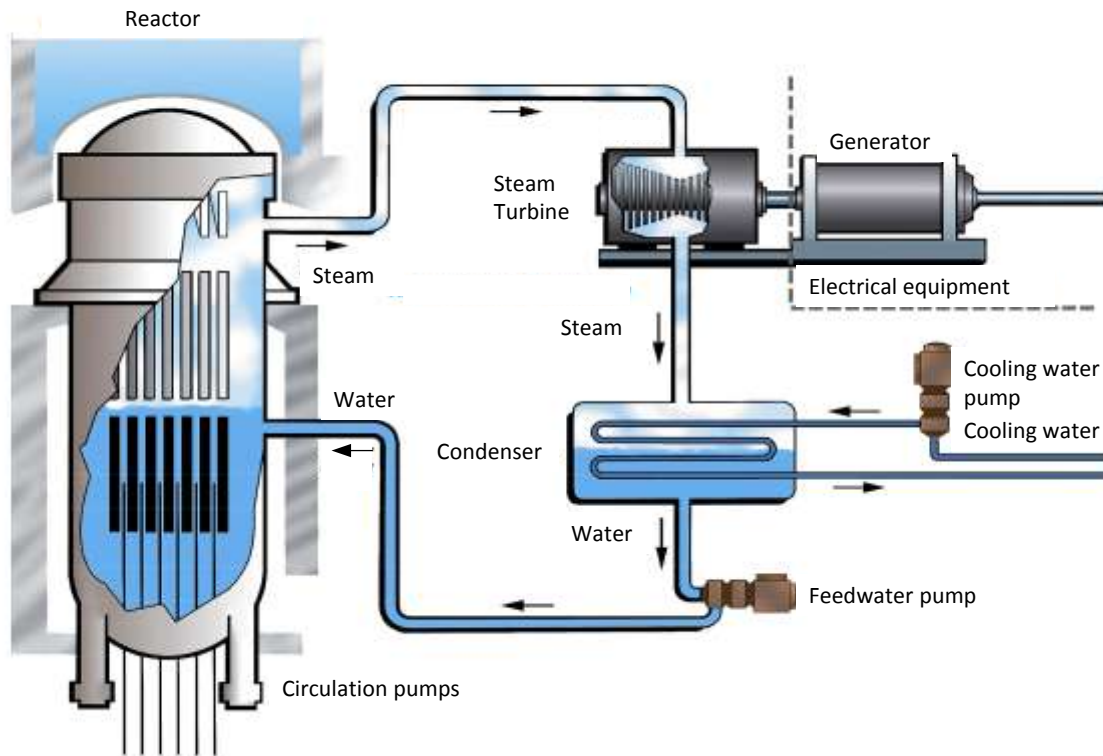 Reactor
Generator
Steam
Turbine
Steam
Electrical equipment
Steam
Cooling water
pump
Water
Cooling water
Condenser
Water
Feedwater pump
Circulation pumps